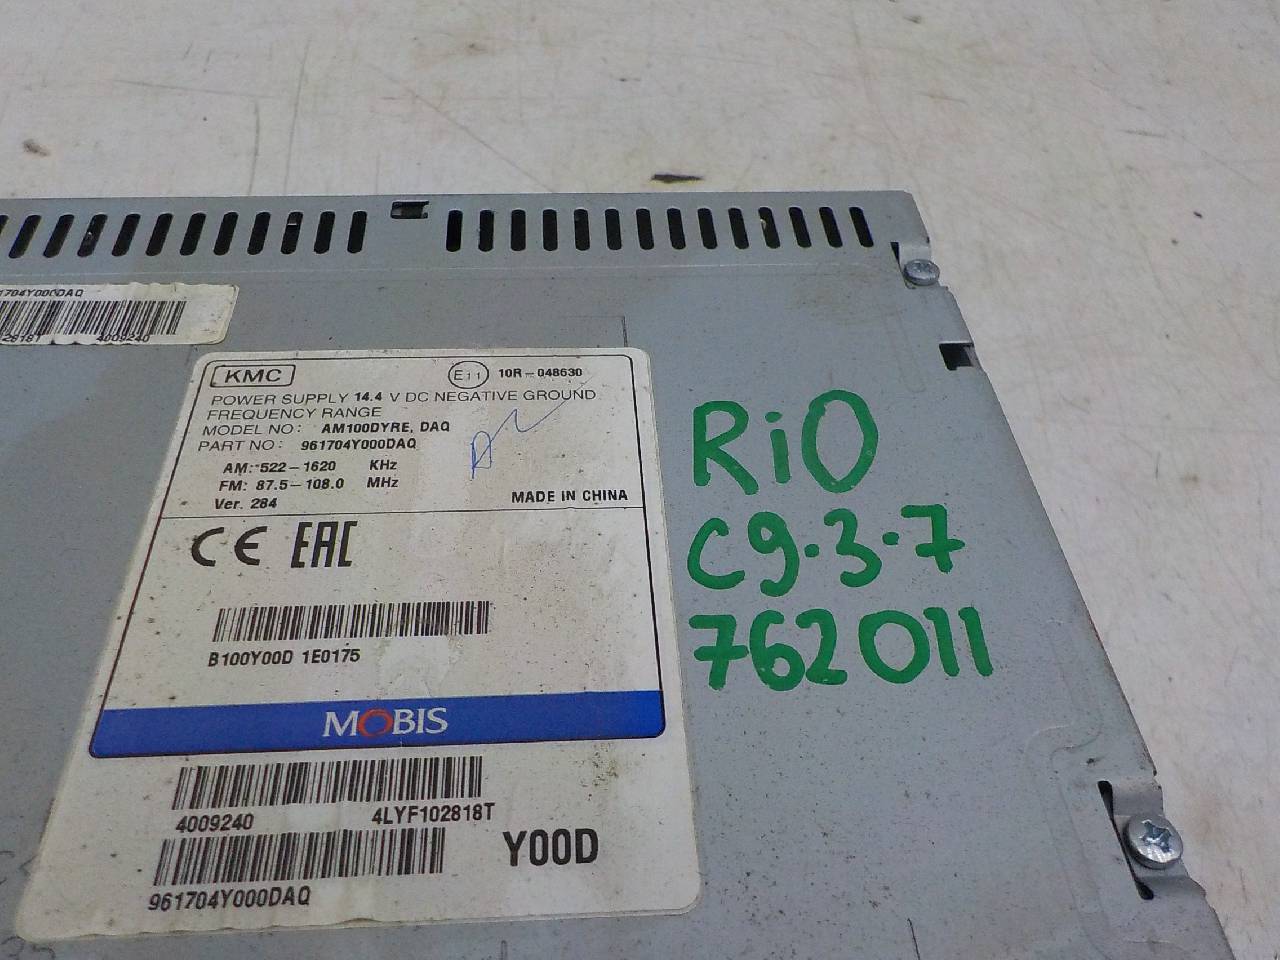 1704Y000DAQ
28181
4009240
KMC
E11 10R-048630
POWER SUPPLY 14.4 V DC NEGATIVE GROUND
FREQUENCY RANGE
MODEL NO: AM100DYRE, DAQ
PART NO: 961704Y000DAQ
AM: 522-1620 KHz
FM: 87.5-108.0 MHz
Ver. 284
MADE IN CHINA
CE EAC
B100Y00D 1E0175
MOBIS
4009240 4LYF102818T
Y00D
961704Y000DAQ
RiO
C9.3.7
762011